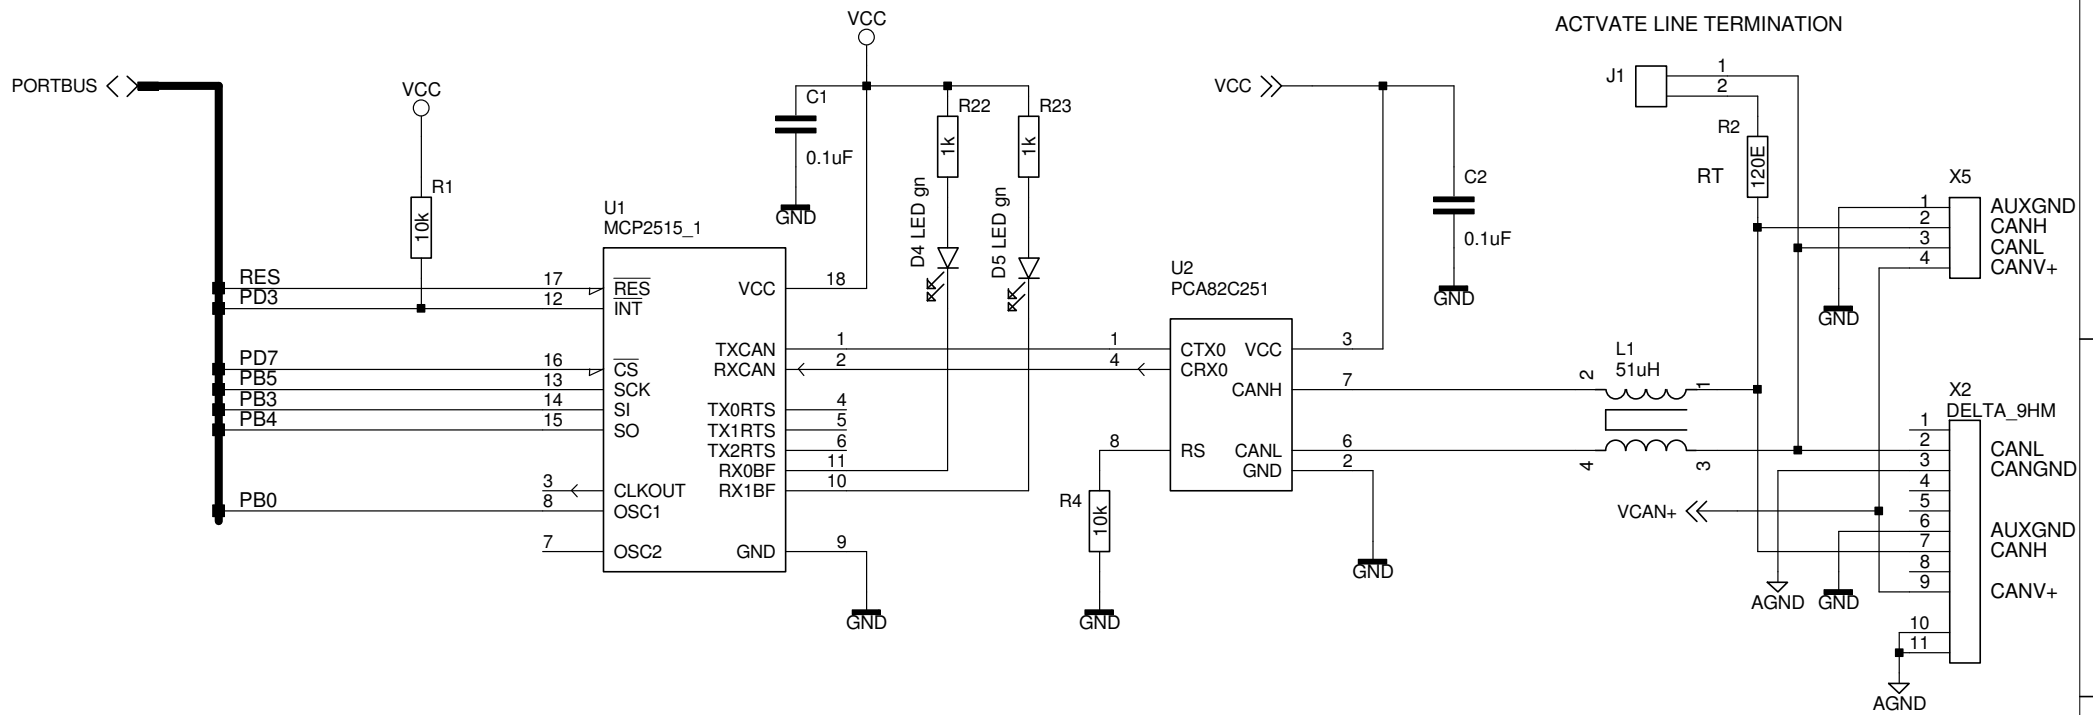 ACTVATE LINE TERMINATION
PORTBUS
VCC
R1
10k
RES
PD3
PD7
PB5
PB3
PB4
PB0
U1
MCP2515_1
17 RES
12 INT
16 CS
13 SCK
14 SI
15 SO
3 CLKOUT
8 OSC1
7 OSC2
VCC 18
TXCAN 1
RXCAN 2
TX0RTS 4
TX1RTS 5
TX2RTS 6
RX0BF 11
RX1BF 10
GND 9
GND
VCC
C1
0.1uF
GND
R22
1k
D4 LED gn
R23
1k
D5 LED gn
VCC
C2
0.1uF
GND
U2
PCA82C251
1 CTX0
4 CRX0
8 RS
VCC 3
CANH 7
CANL 6
GND 2
GND
R4
10k
GND
L1
51uH
2
1
4
3
J1
1
2
R2
120E
RT
X5
1 AUXGND
2 CANH
3 CANL
4 CANV+
GND
VCAN+
X2
DELTA_9HM
1
2 CANL
3 CANGND
4
5
6 AUXGND
7 CANH
8
9 CANV+
10
11
AGND
GND
AGND